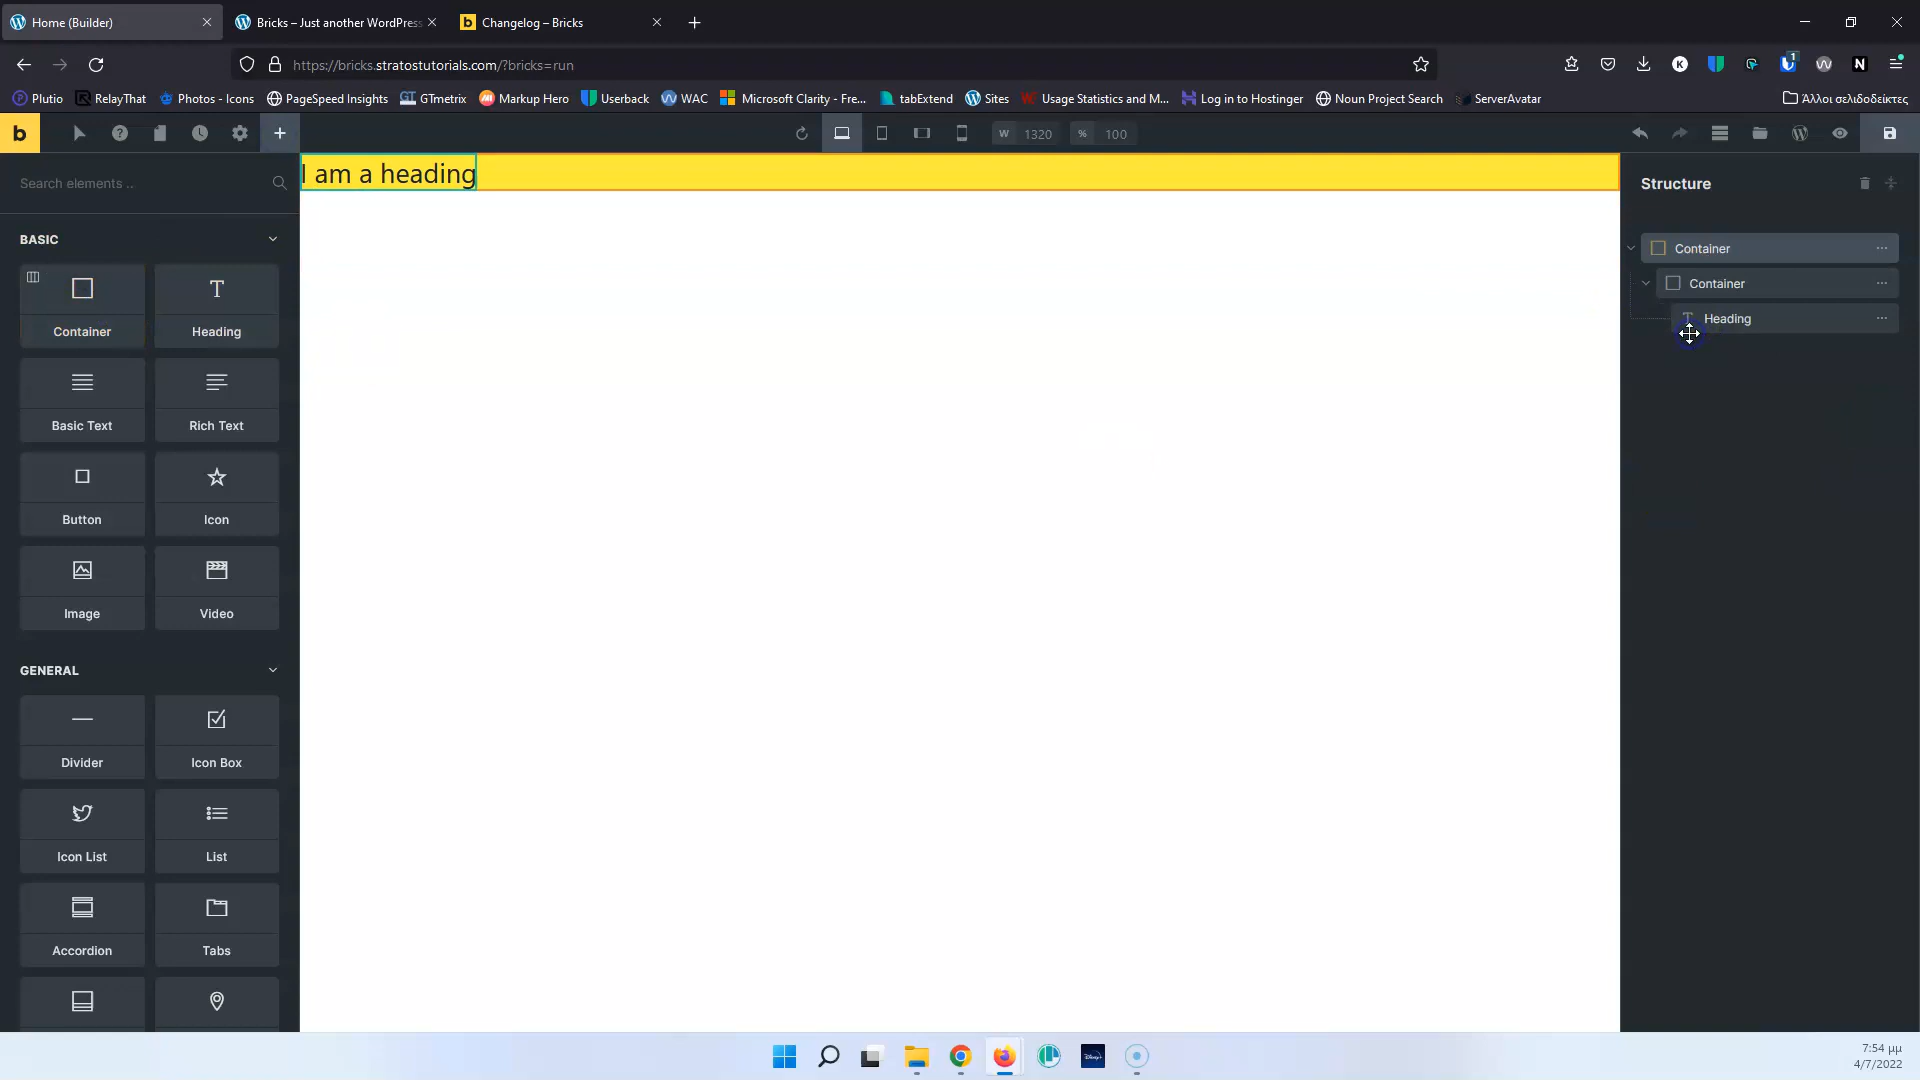 Home (Builder)
Bricks – Just another WordPress
b Changelog – Bricks
https://bricks.stratostutorials.com/?bricks=run
K
1
N
Plutio
RelayThat
Photos - Icons
PageSpeed Insights
GT GTmetrix
Markup Hero
Userback
WAC
Microsoft Clarity - Fre...
tabExtend
Sites
Usage Statistics and M...
Log in to Hostinger
Noun Project Search
ServerAvatar
Άλλοι σελιδοδείκτες
b
?
W 1320
% 100
Search elements ..
I am a heading
Structure
BASIC
Container
Container
Heading
Container
Heading
Basic Text
Rich Text
Button
Icon
Image
Video
GENERAL
Divider
Icon Box
Icon List
List
Accordion
Tabs
Disney+
7:54 μμ
4/7/2022